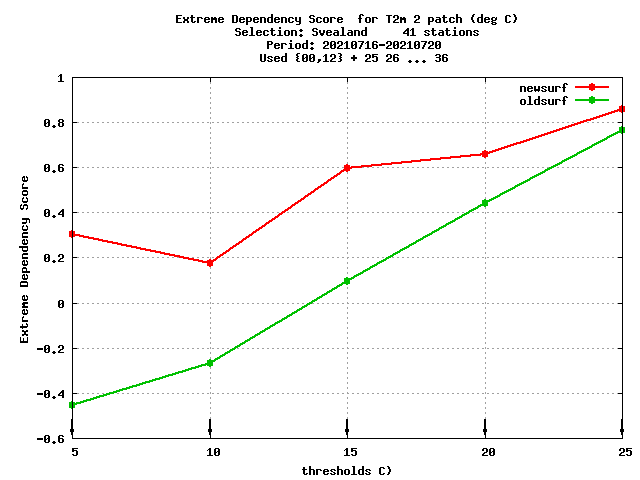 Extreme Dependency Score  for T2m 2 patch (deg C)
Selection: Svealand     41 stations
Period: 20210716-20210720
Used {00,12} + 25 26 ... 36
newsurf
oldsurf
1
0.8
0.6
0.4
0.2
0
-0.2
-0.4
-0.6
Extreme Dependency Score
5 10 15 20 25
thresholds C)